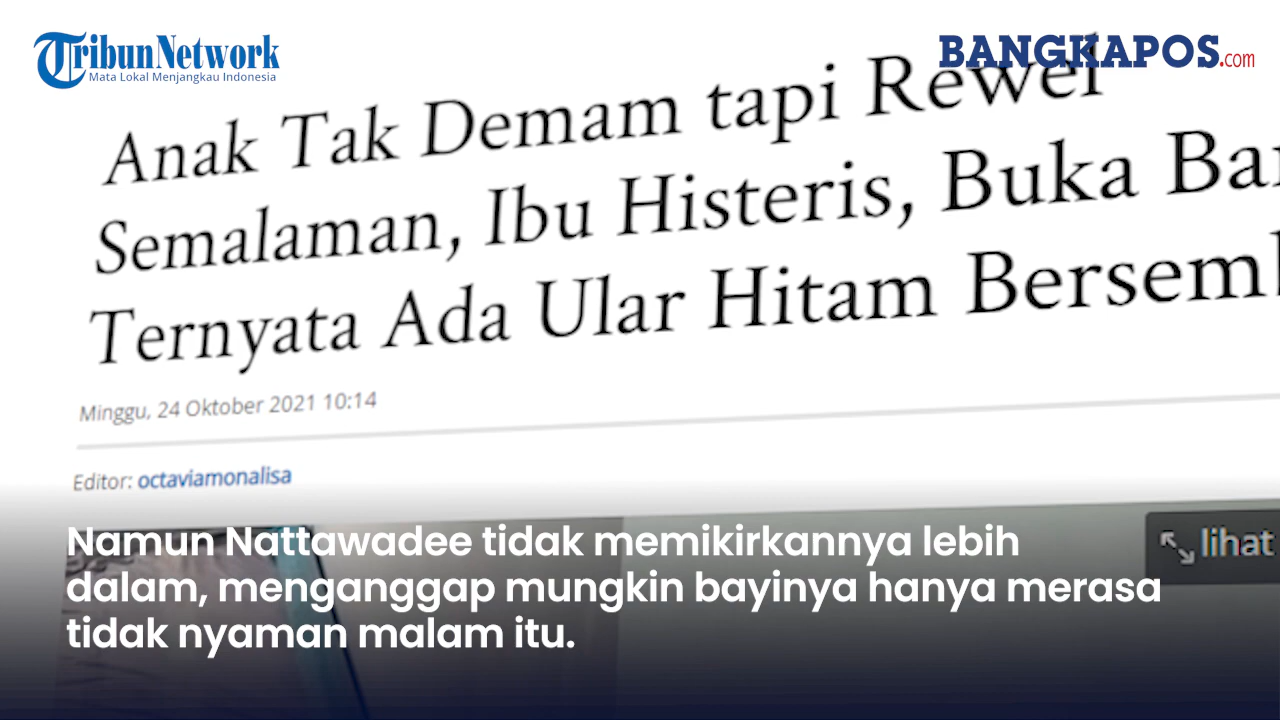 TribunNetwork
Mata Lokal Menjangkau Indonesia
BANGKAPOS.com
Anak Tak Demam tapi Rewel
Semalaman, Ibu Histeris, Buka
Ternyata Ada Ular Hitam
Minggu, 24 Oktober 2021 10:14
Editor: octaviamonalisa
lihat
Namun Nattawadee tidak memikirkannya lebih
dalam, menganggap mungkin bayinya hanya merasa
tidak nyaman malam itu.